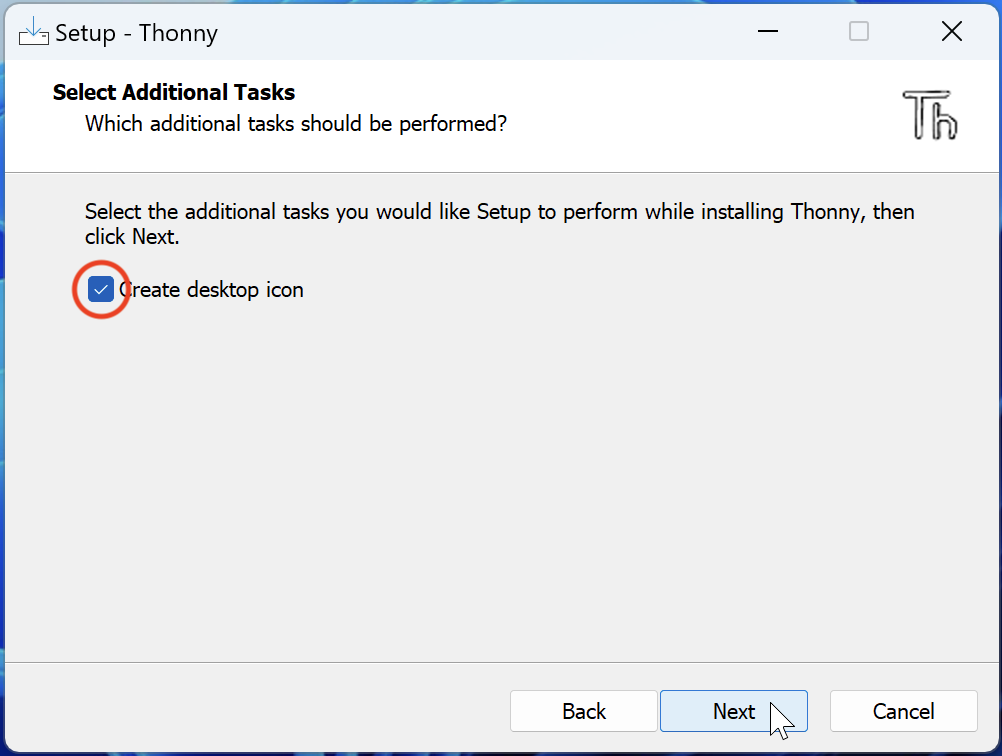 Setup - Thonny
Select Additional Tasks
Which additional tasks should be performed?
Th
Select the additional tasks you would like Setup to perform while installing Thonny, then
click Next.
Create desktop icon
Back
Next
Cancel